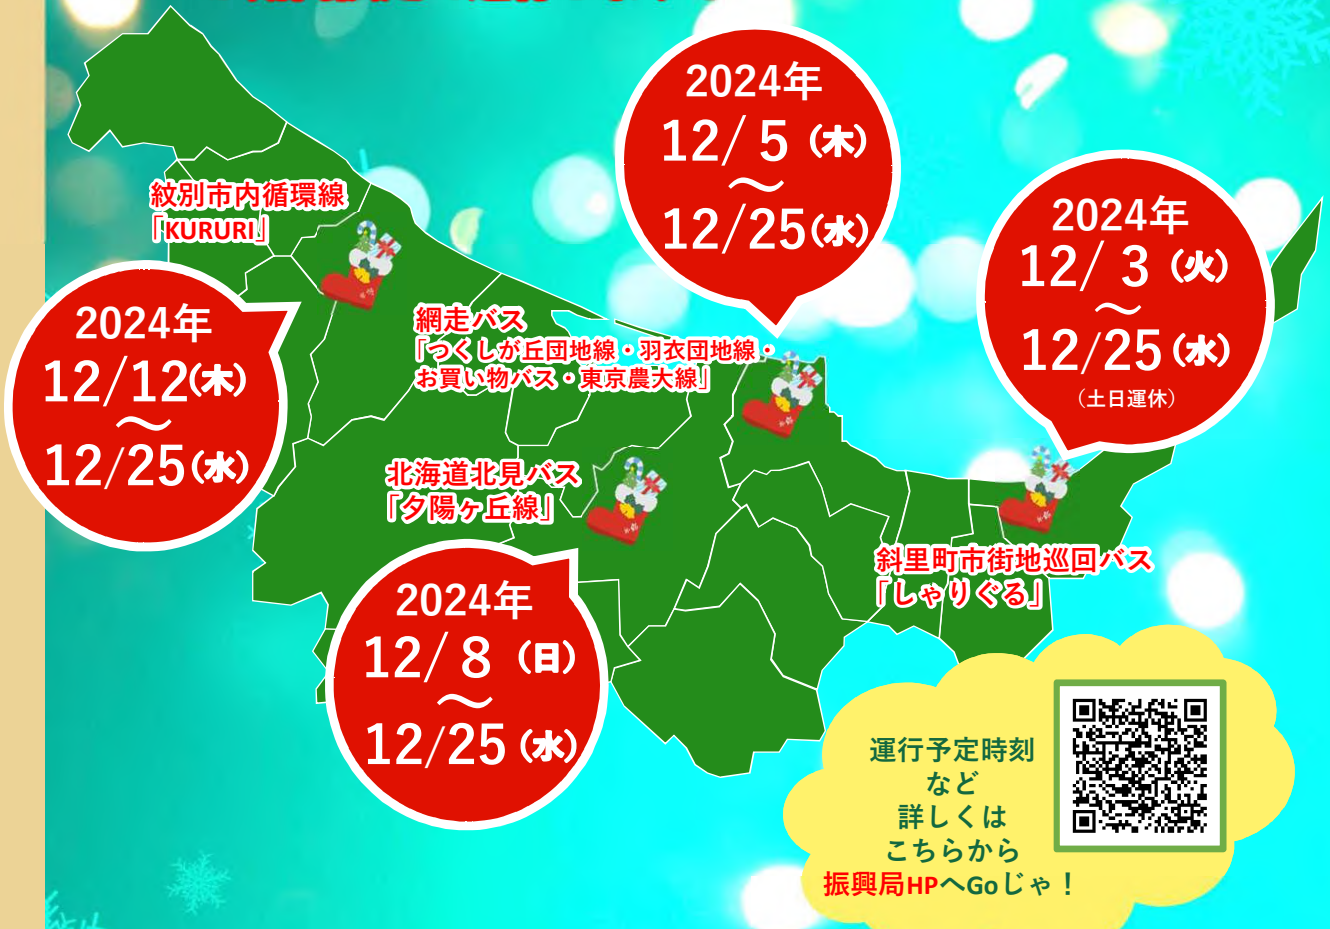 紋別市内循環線
「KURURI」
2024年
12/12(木)
～
12/25(水)
2024年
12/ 5 (木)
～
12/25(水)
2024年
12/ 3 (火)
～
12/25(水)
（土日運休）
網走バス
「つくしが丘団地線・羽衣団地線・
お買い物バス・東京農大線」
北海道北見バス
「夕陽ヶ丘線」
2024年
12/ 8 (日)
～
12/25(水)
斜里町市街地巡回バス
「しゃりぐる」
運行予定時刻
など
詳しくは
こちらから
振興局HPへGoじゃ！